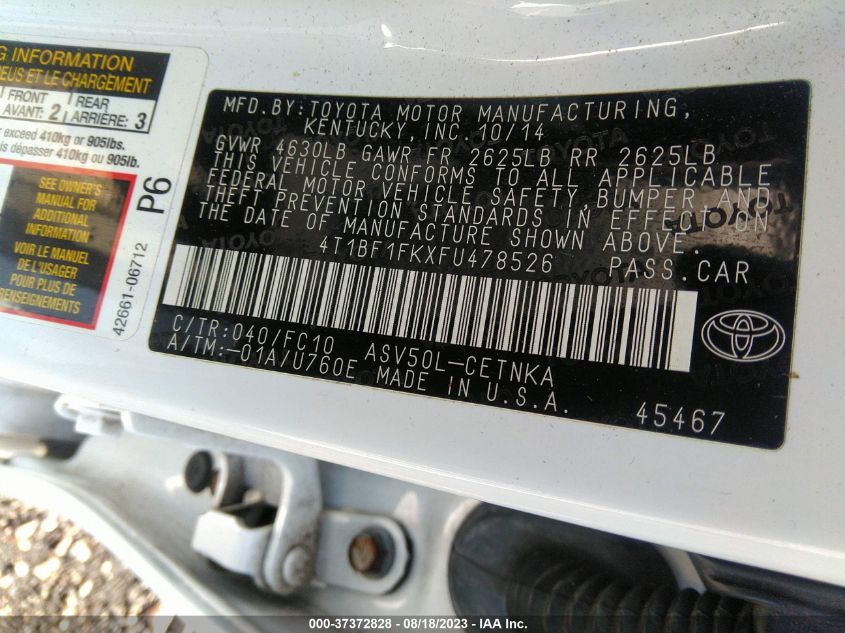 G INFORMATION
EUS ET LE CHARGEMENT
FRONT
AVANT: 2
REAR
ARRIÈRE: 3
exceed 410kg or 905lbs.
is dépasser 410kg ou 905lb.
SEE OWNER'S
MANUAL FOR
ADDITIONAL
INFORMATION
VOIR LE MANUEL
DE L'USAGER
POUR PLUS DE
RENSEIGNEMENTS
P6
42661-06712
MFD.BY:TOYOTA MOTOR MANUFACTURING,
KENTUCKY, INC. 10/14
GVWR 4630LB GAWR FR 2625LB RR 2625LB
THIS VEHICLE CONFORMS TO ALL APPLICABLE
FEDERAL MOTOR VEHICLE SAFETY, BUMPER AND
THEFT PREVENTION STANDARDS IN EFFECT ON
THE DATE OF MANUFACTURE SHOWN ABOVE.
4T1BF1FKXFU478526 PASS.CAR
C/TR:040/FC10 ASV50L-CETNKA
A/TM:-01A/U760E MADE IN U.S.A.
45467
000-37372828 - 08/18/2023 - IAA Inc.